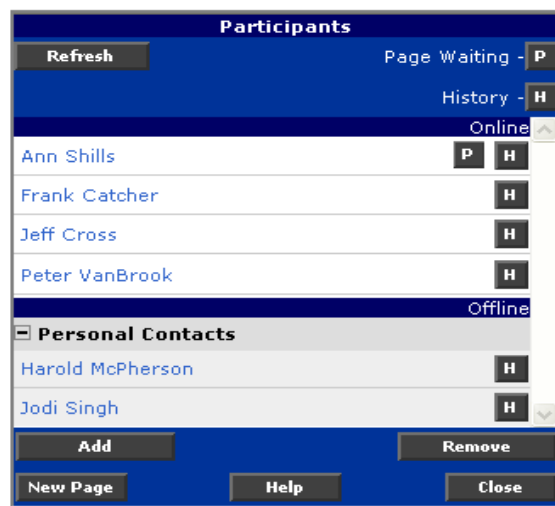 Participants
Refresh
Page Waiting - P
History - H
Online
Ann Shills P H
Frank Catcher H
Jeff Cross H
Peter VanBrook H
Offline
Personal Contacts
Harold McPherson H
Jodi Singh H
Add Remove
New Page Help Close